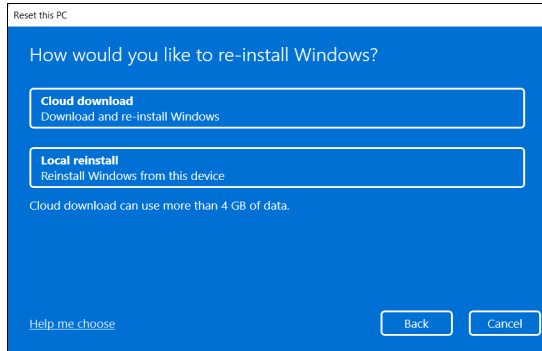 Reset this PC
How would you like to re-install Windows?
Cloud download
Download and re-install Windows
Local reinstall
Reinstall Windows from this device
Cloud download can use more than 4 GB of data.
Help me choose
Back
Cancel